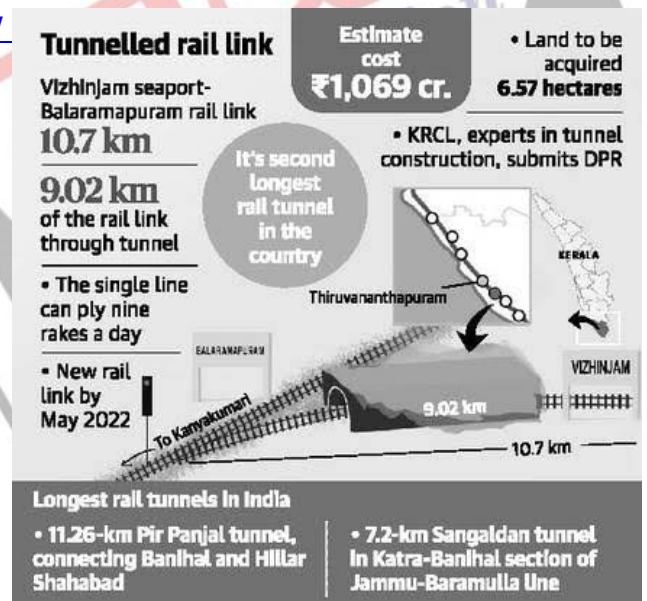 Tunnelled rail link
Vizhinjam seaport-
Balaramapuram rail link
10.7 km
9.02 km
of the rail link
through tunnel
• The single line
can ply nine
rakes a day
• New rail
link by
May 2022
Estimate
cost
₹1,069 cr.
It's second
longest
rail tunnel
in the
country
• Land to be
acquired
6.57 hectares
• KRCL, experts in tunnel
construction, submits DPR
KERALA
Thiruvananthapuram
BALARAMAPURAM
VIZHINJAM
To Kanyakumari
9.02 km
10.7 km
Longest rail tunnels in India
• 11.26-km Pir Panjal tunnel,
connecting Banihal and Hillar
Shahabad
• 7.2-km Sangaldan tunnel
in Katra-Banihal section of
Jammu-Baramulla line